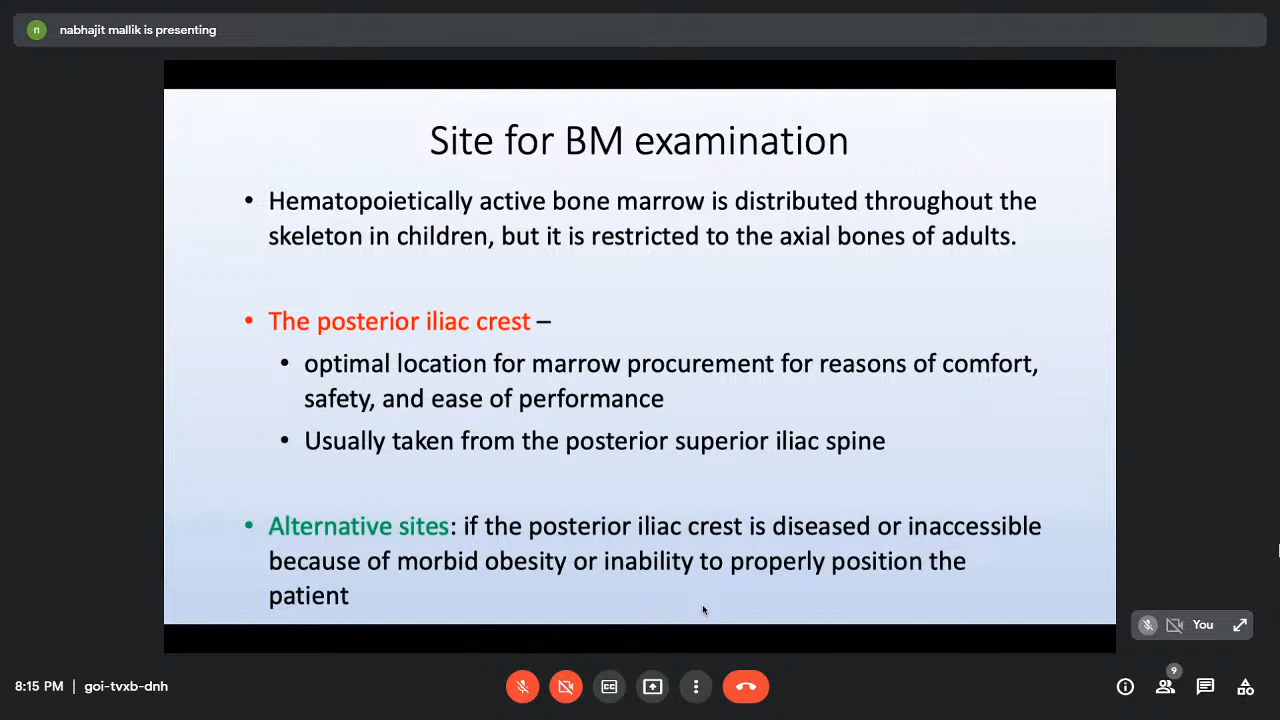 n nabhajit mallik is presenting
Site for BM examination
• Hematopoietically active bone marrow is distributed throughout the
skeleton in children, but it is restricted to the axial bones of adults.
• The posterior iliac crest –
• optimal location for marrow procurement for reasons of comfort,
safety, and ease of performance
• Usually taken from the posterior superior iliac spine
• Alternative sites: if the posterior iliac crest is diseased or inaccessible
because of morbid obesity or inability to properly position the
patient
You
8:15 PM | goi-tvxb-dnh
CC
9